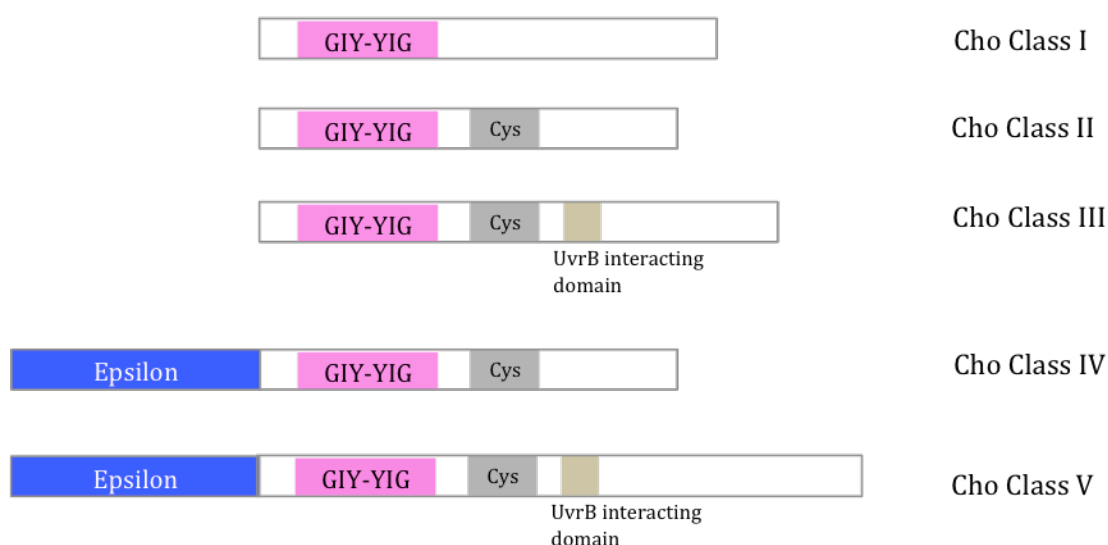 GIY-YIG Cho Class I
GIY-YIG Cys Cho Class II
GIY-YIG Cys Cho Class III
UvrB interacting
domain
Epsilon GIY-YIG Cys Cho Class IV
Epsilon GIY-YIG Cys Cho Class V
UvrB interacting
domain